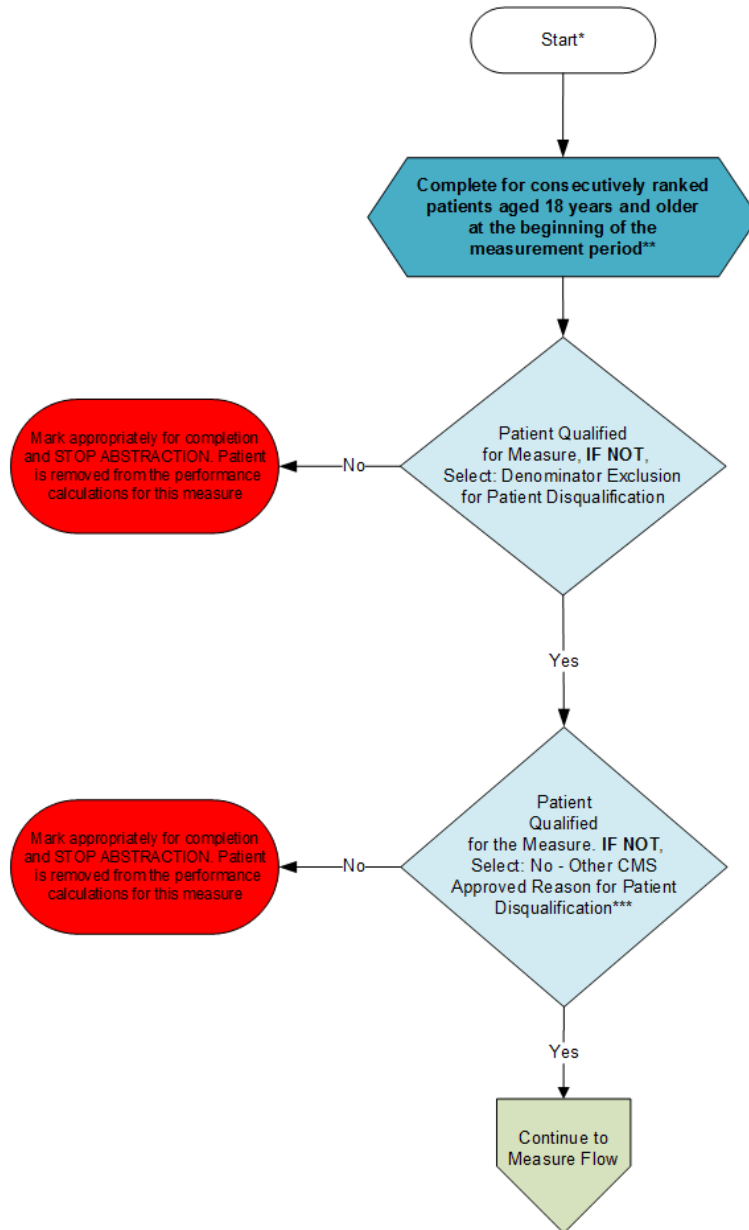 Start*
Complete for consecutively ranked
patients aged 18 years and older
at the beginning of the
measurement period**
Patient Qualified
for Measure, IF NOT,
Select: Denominator Exclusion
for Patient Disqualification
No
Mark appropriately for completion
and STOP ABSTRACTION. Patient
is removed from the performance
calculations for this measure
Yes
Patient
Qualified
for the Measure. IF NOT,
Select: No - Other CMS
Approved Reason for Patient
Disqualification***
No
Mark appropriately for completion
and STOP ABSTRACTION. Patient
is removed from the performance
calculations for this measure
Yes
Continue to
Measure Flow